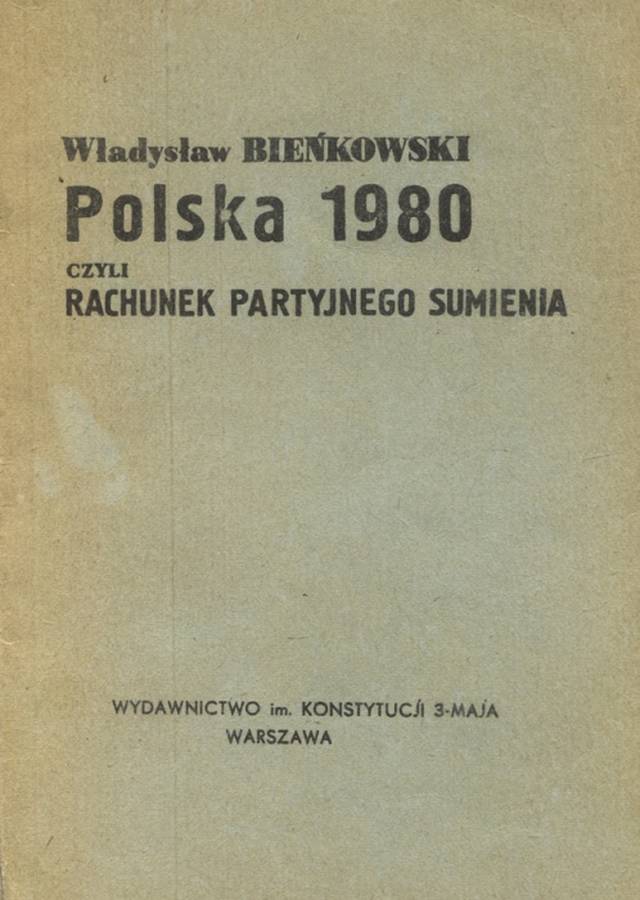 Władysław BIEŃKOWSKI
Polska 1980
CZYLI
RACHUNEK PARTYJNEGO SUMIENIA
WYDAWNICTWO im. KONSTYTUCJI 3-MAJA
WARSZAWA